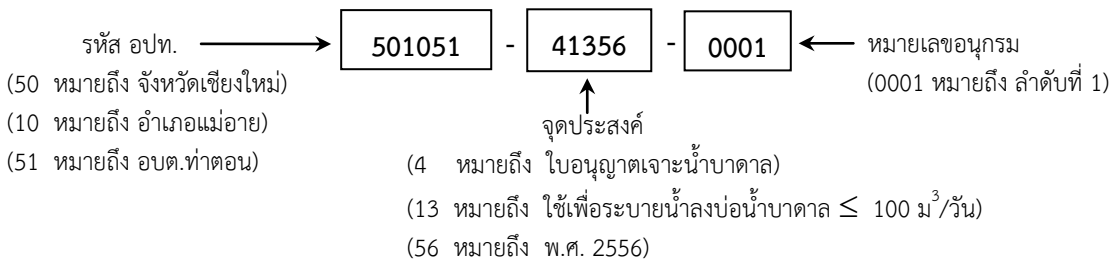 รหัส อปท. 501051 - 41356 - 0001 หมายเลขอนุกรม
(50 หมายถึง จังหวัดเชียงใหม่) (0001 หมายถึง ลำดับที่ 1)
(10 หมายถึง อำเภอแม่อาย) จุดประสงค์
(51 หมายถึง อบต.ท่าตอน) (4 หมายถึง ใบอนุญาตเจาะน้ำบาดาล)
(13 หมายถึง ใช้เพื่อระบายน้ำลงบ่อน้ำบาดาล ≤ 100 ม³/วัน)
(56 หมายถึง พ.ศ. 2556)